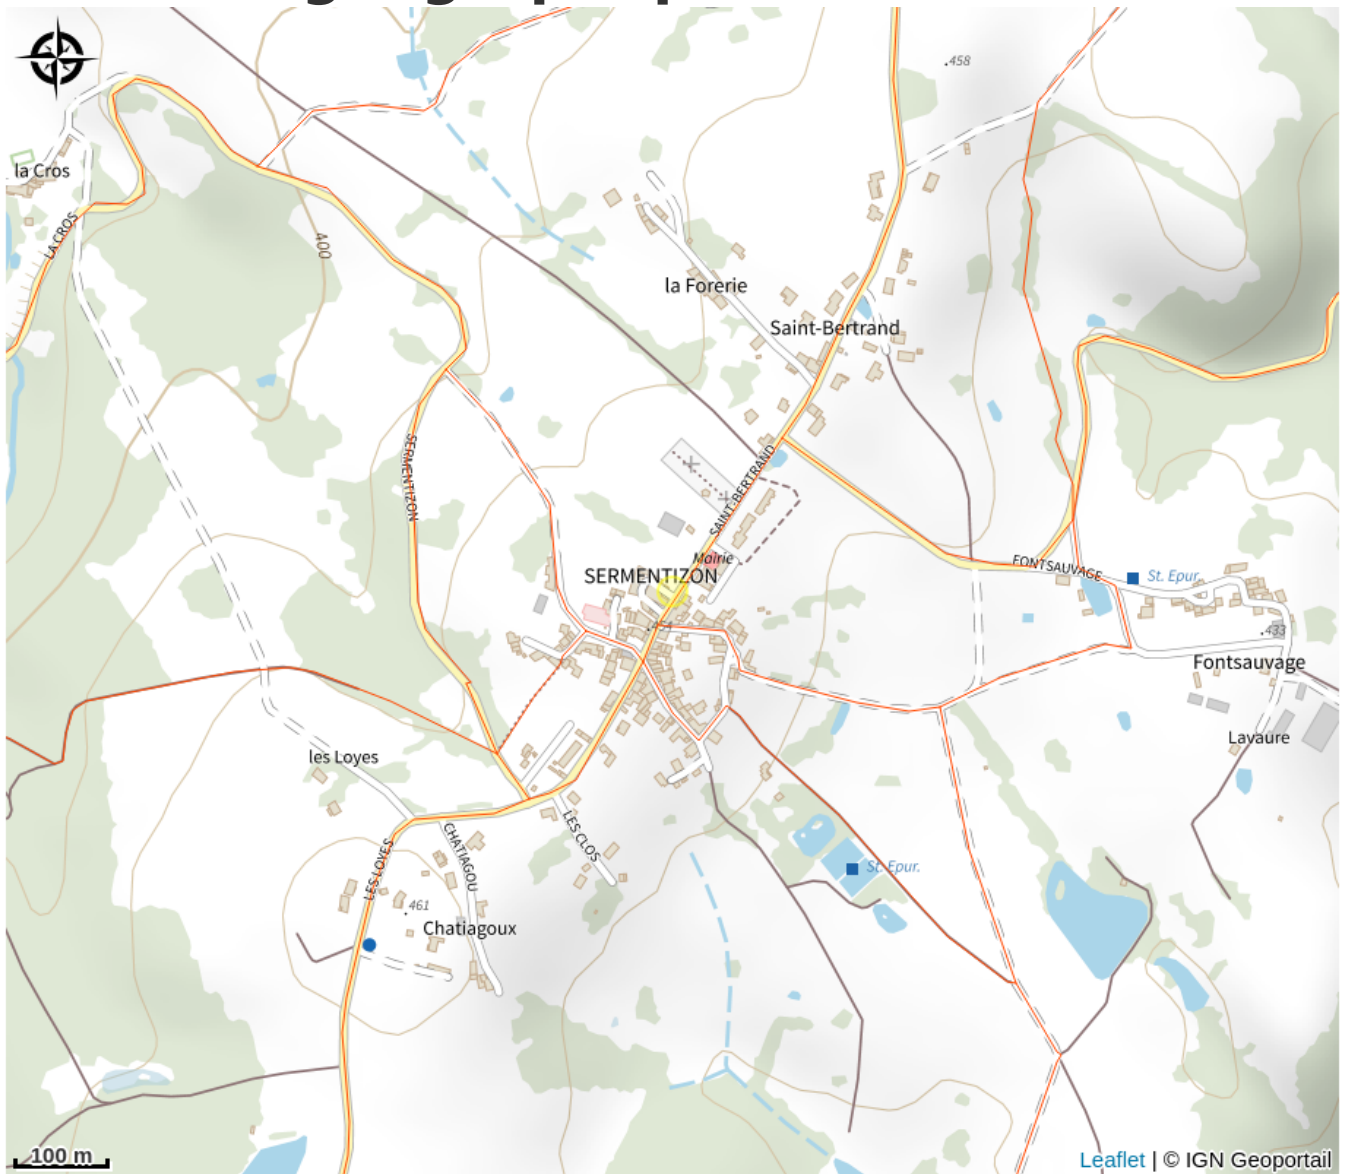 458
la Cros
LA CROS
400
la Forerie
Saint-Bertrand
SERMENTIZON
SAINT-BERTRAND
Mairie
SERMENTIZON
FONTSAUVAGE
St. Epur.
454
433
Fontsauvage
Lavaure
les Loyes
LES CLOS
CHATIAGOU
LES LOYES
St. Epur.
461
Chatiagoux
100 m
Leaflet | © IGN Geoportail